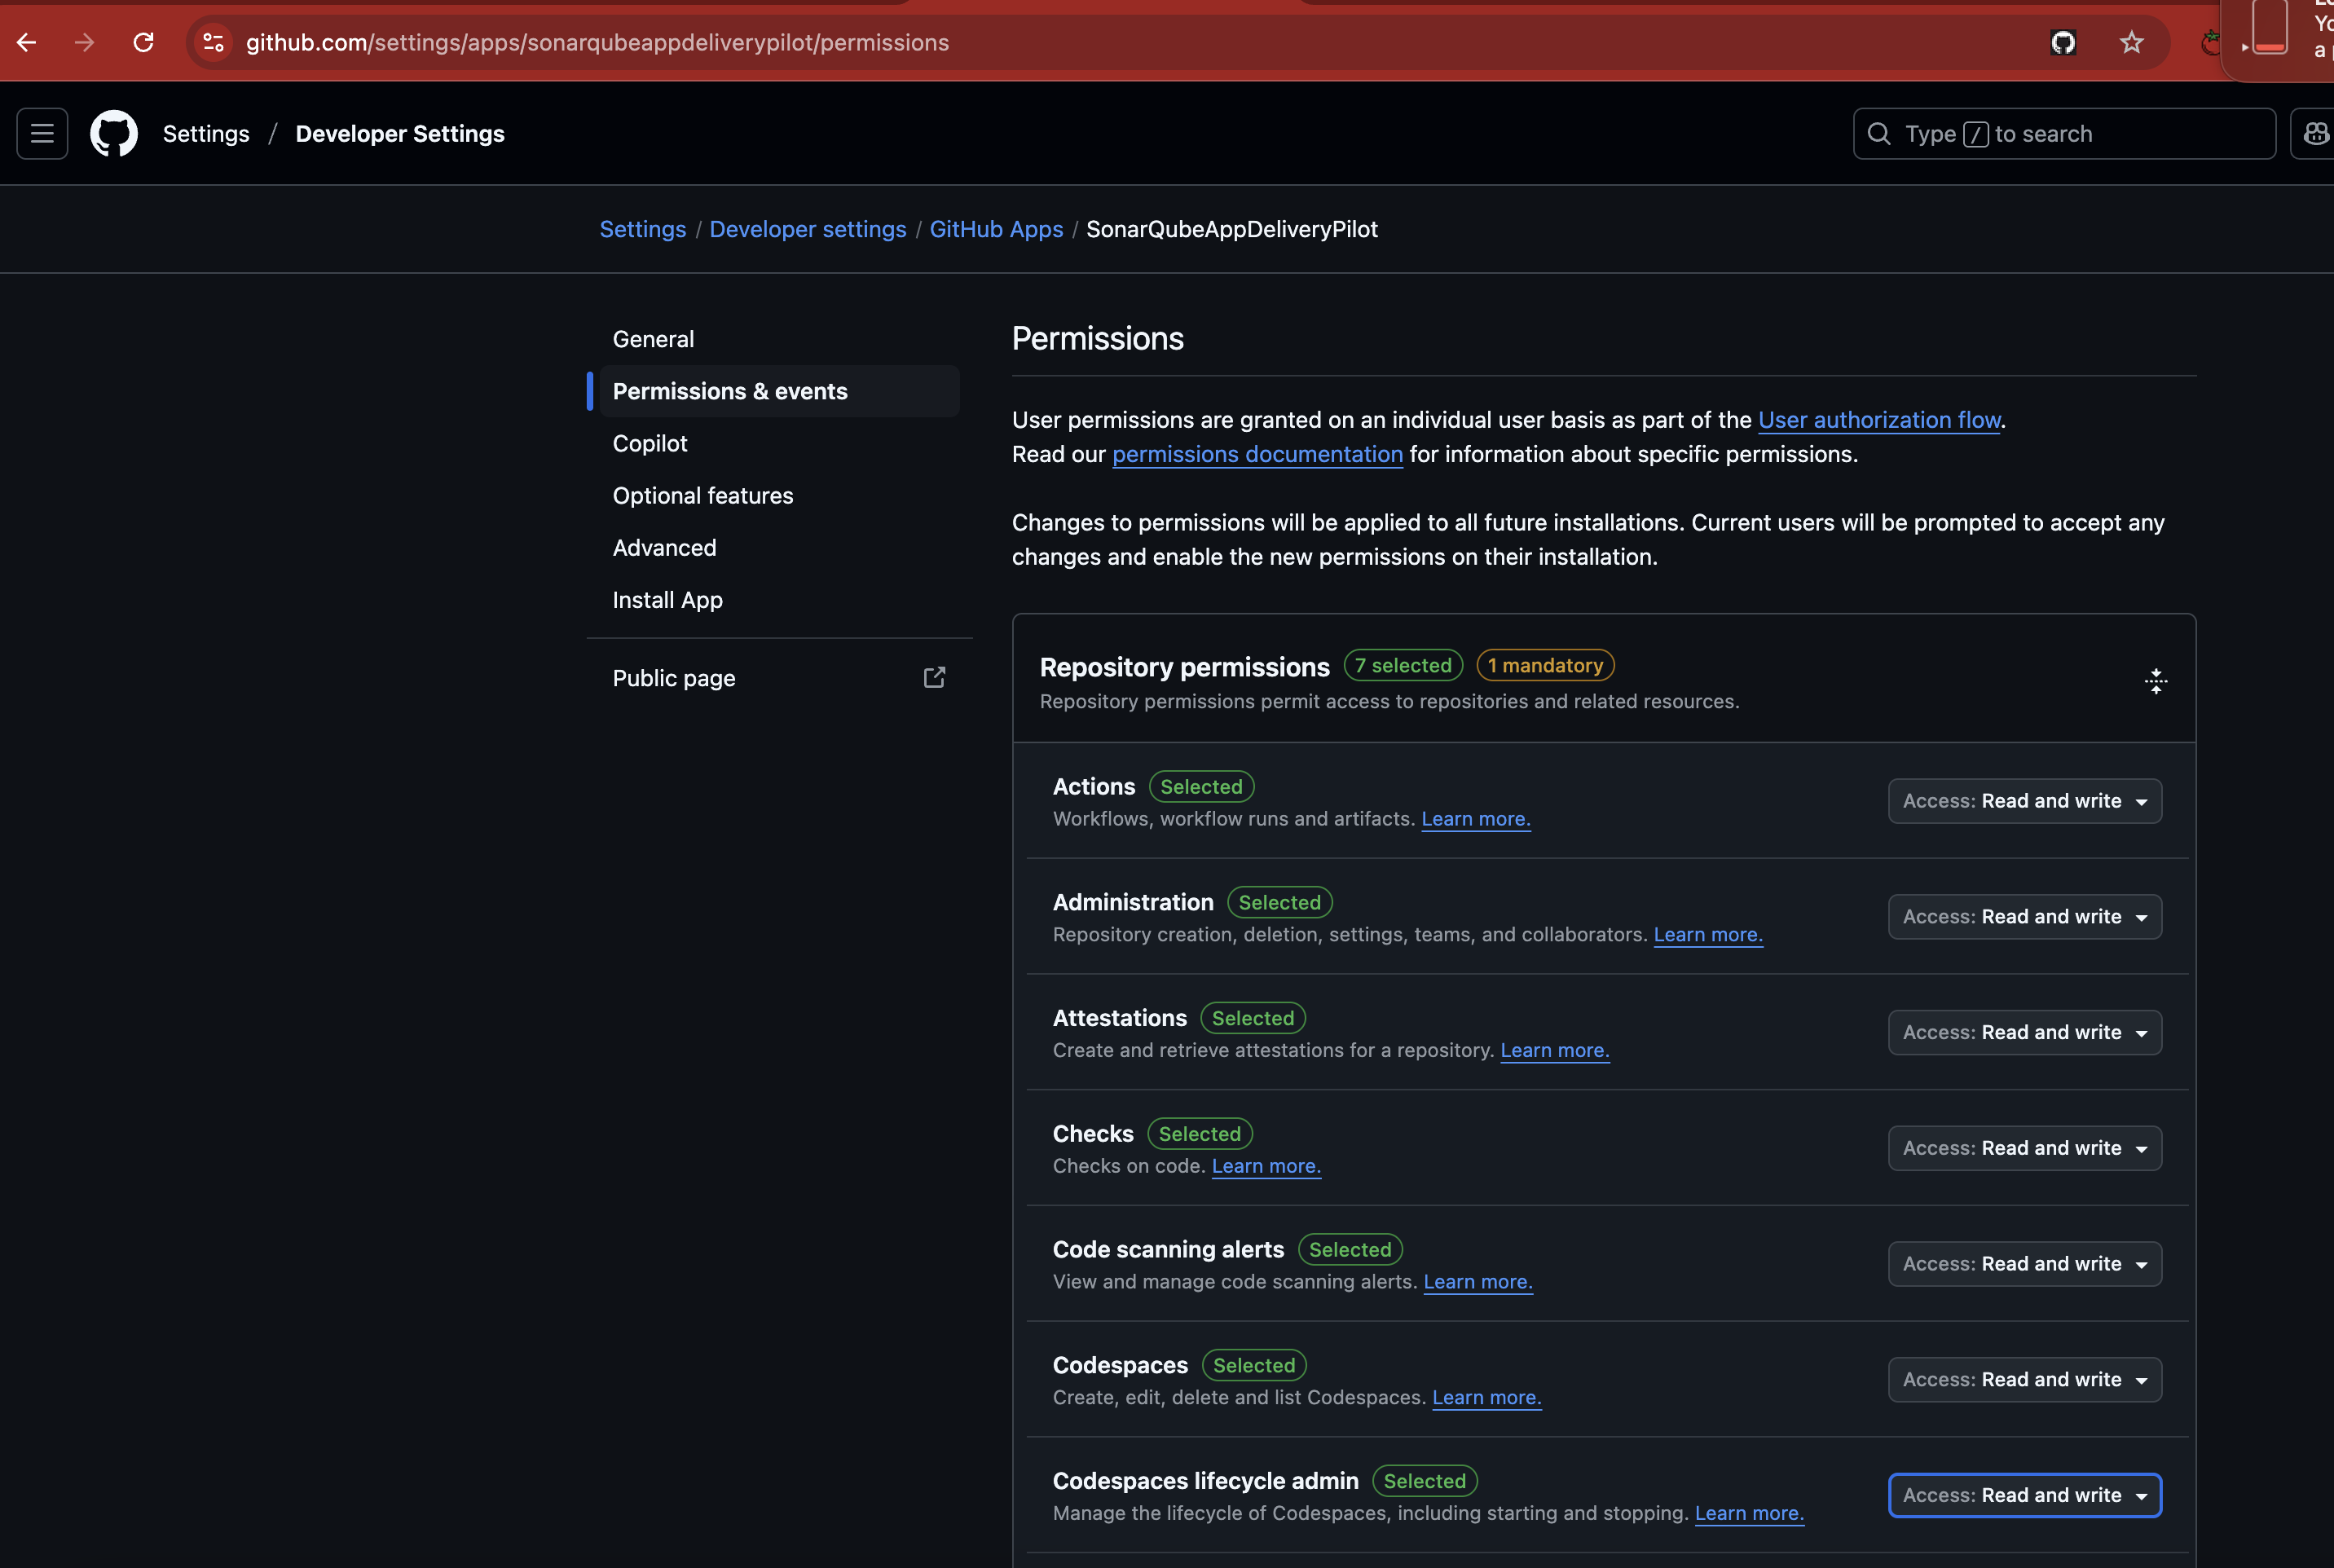 github.com/settings/apps/sonarqubeappdeliverypilot/permissions
Settings / Developer Settings
Type / to search
Settings / Developer settings / GitHub Apps / SonarQubeAppDeliveryPilot
General
Permissions & events
Copilot
Optional features
Advanced
Install App
Public page
Permissions
User permissions are granted on an individual user basis as part of the User authorization flow.
Read our permissions documentation for information about specific permissions.
Changes to permissions will be applied to all future installations. Current users will be prompted to accept any
changes and enable the new permissions on their installation.
Repository permissions 7 selected 1 mandatory
Repository permissions permit access to repositories and related resources.
Actions Selected
Workflows, workflow runs and artifacts. Learn more.
Access: Read and write
Administration Selected
Repository creation, deletion, settings, teams, and collaborators. Learn more.
Access: Read and write
Attestations Selected
Create and retrieve attestations for a repository. Learn more.
Access: Read and write
Checks Selected
Checks on code. Learn more.
Access: Read and write
Code scanning alerts Selected
View and manage code scanning alerts. Learn more.
Access: Read and write
Codespaces Selected
Create, edit, delete and list Codespaces. Learn more.
Access: Read and write
Codespaces lifecycle admin Selected
Manage the lifecycle of Codespaces, including starting and stopping. Learn more.
Access: Read and write